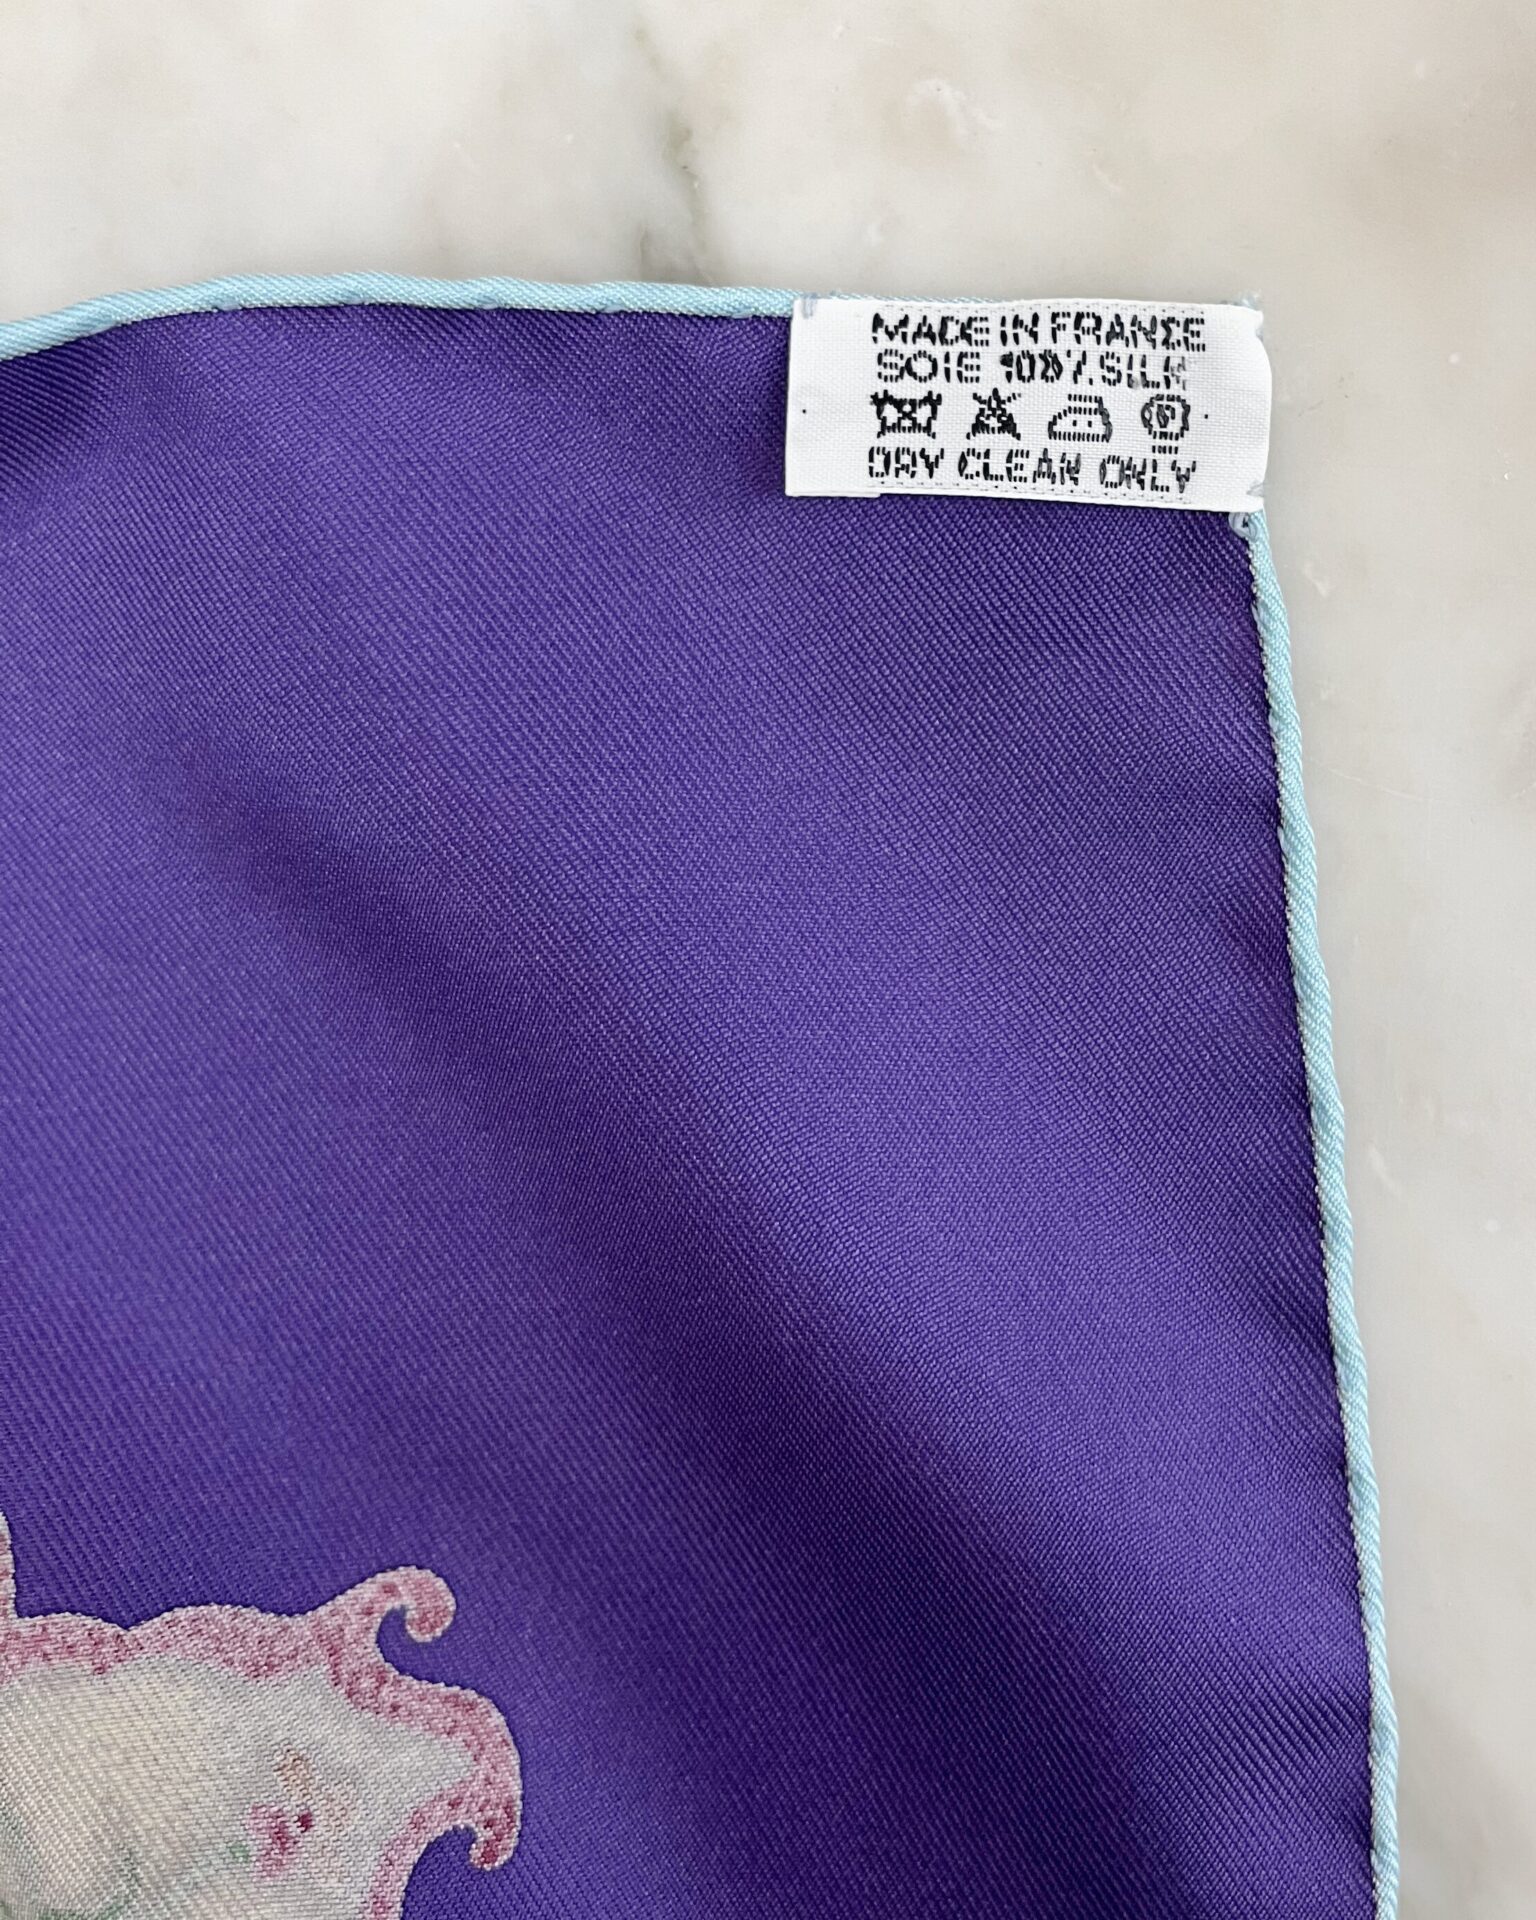 MADE IN FRANCE
SOIE 100% SILK
DRY CLEAN ONLY